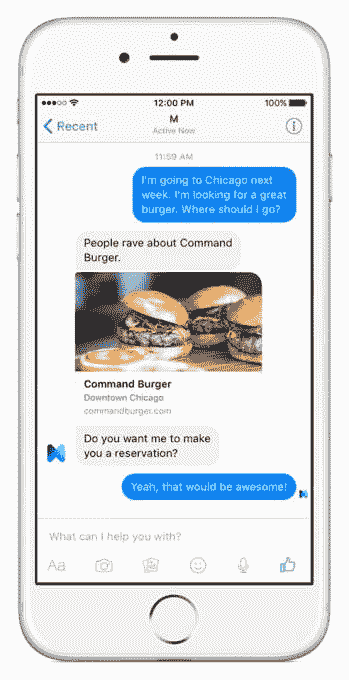 12:00 PM
100%
Recent
M
Active Now
11:59 AM
I'm going to Chicago next
week. I'm looking for a great
burger. Where should I go?
People rave about Command
Burger.
Command Burger
Downtown Chicago
commandburger.com
Do you want me to make
you a reservation?
Yeah, that would be awesome!
What can I help you with?
Aa